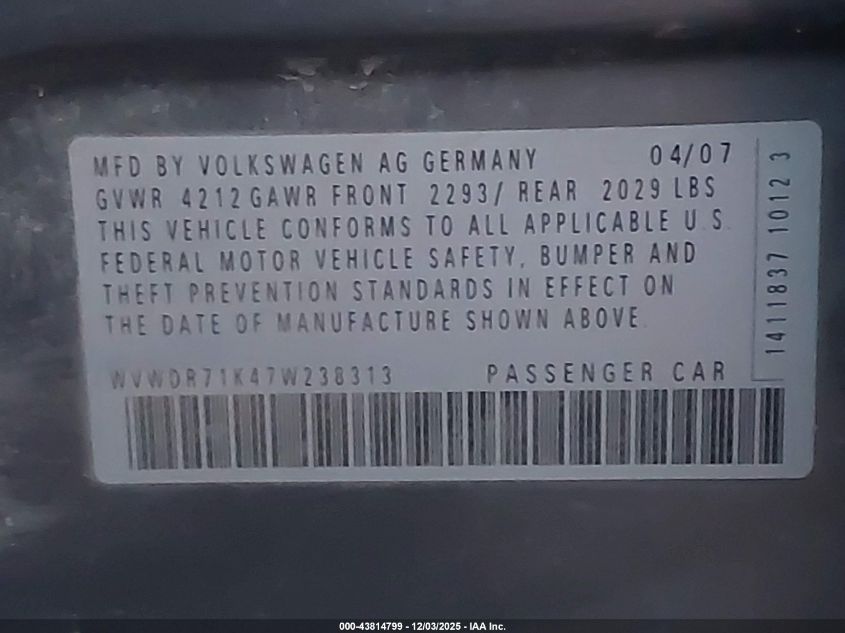 MFD BY VOLKSWAGEN AG GERMANY 04/07
GVWR 4212 GAWR FRONT 2293/ REAR 2029 LBS
THIS VEHICLE CONFORMS TO ALL APPLICABLE U.S.
FEDERAL MOTOR VEHICLE SAFETY, BUMPER AND
THEFT PREVENTION STANDARDS IN EFFECT ON
THE DATE OF MANUFACTURE SHOWN ABOVE.
WVWDR71K47W238313 PASSENGER CAR
1411837 1012 3
000-43814799 - 12/03/2025 - IAA Inc.